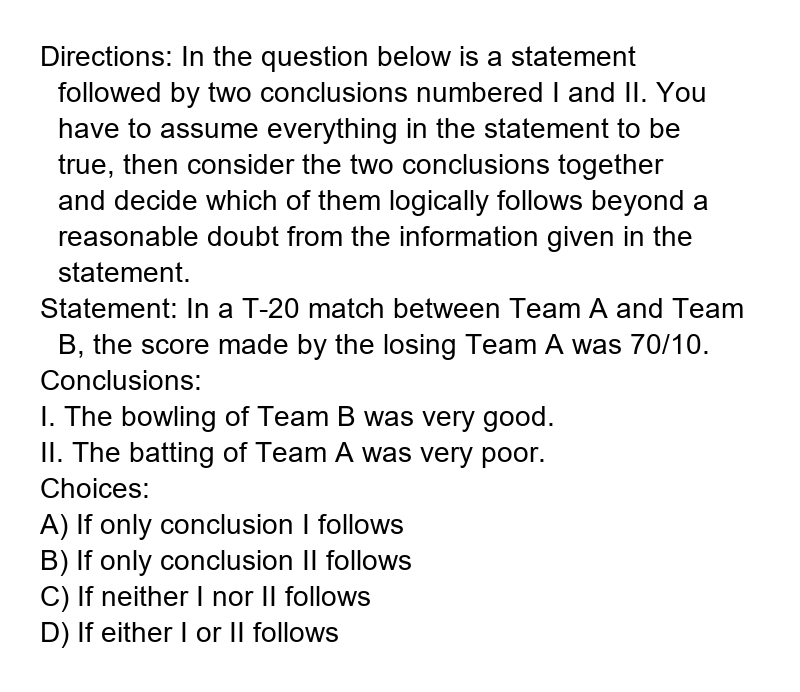 Directions: In the question below is a statement
followed by two conclusions numbered I and II. You
have to assume everything in the statement to be
true, then consider the two conclusions together
and decide which of them logically follows beyond a
reasonable doubt from the information given in the
statement.
Statement: In a T-20 match between Team A and Team
B, the score made by the losing Team A was 70/10.
Conclusions:
I. The bowling of Team B was very good.
II. The batting of Team A was very poor.
Choices:
A) If only conclusion I follows
B) If only conclusion II follows
C) If neither I nor II follows
D) If either I or II follows